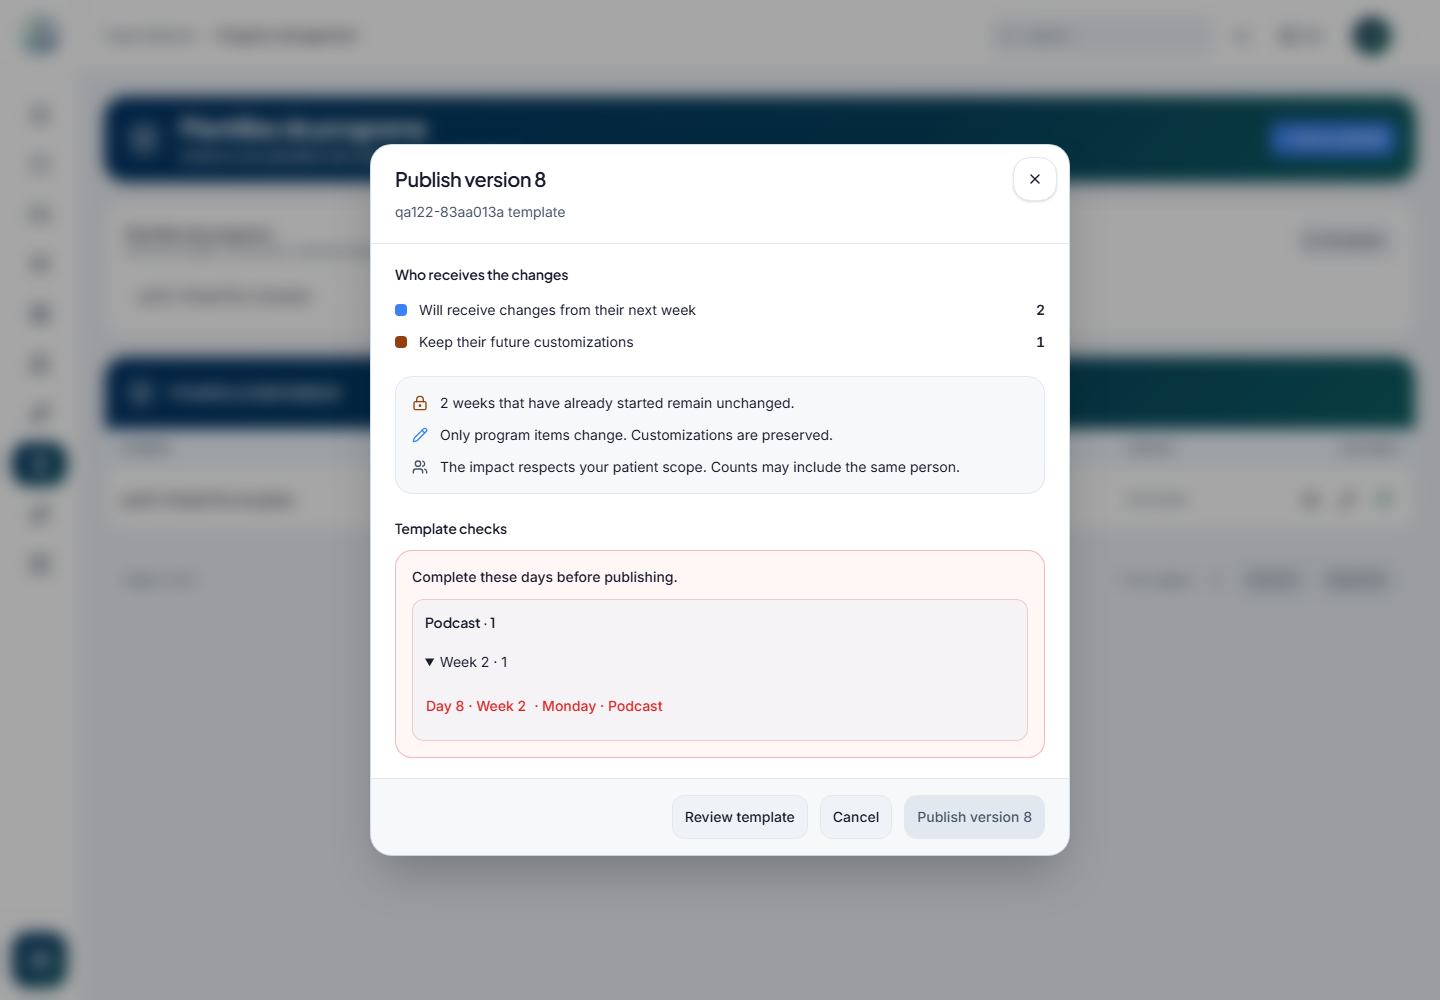 Plantillas de programa
Publish version 8
qa122-83aa013a template
Who receives the changes
Will receive changes from their next week 2
Keep their future customizations 1
2 weeks that have already started remain unchanged.
Only program items change. Customizations are preserved.
The impact respects your patient scope. Counts may include the same person.
Template checks
Complete these days before publishing.
Podcast · 1
▼ Week 2 · 1
Day 8 · Week 2 · Monday · Podcast
Review template
Cancel
Publish version 8